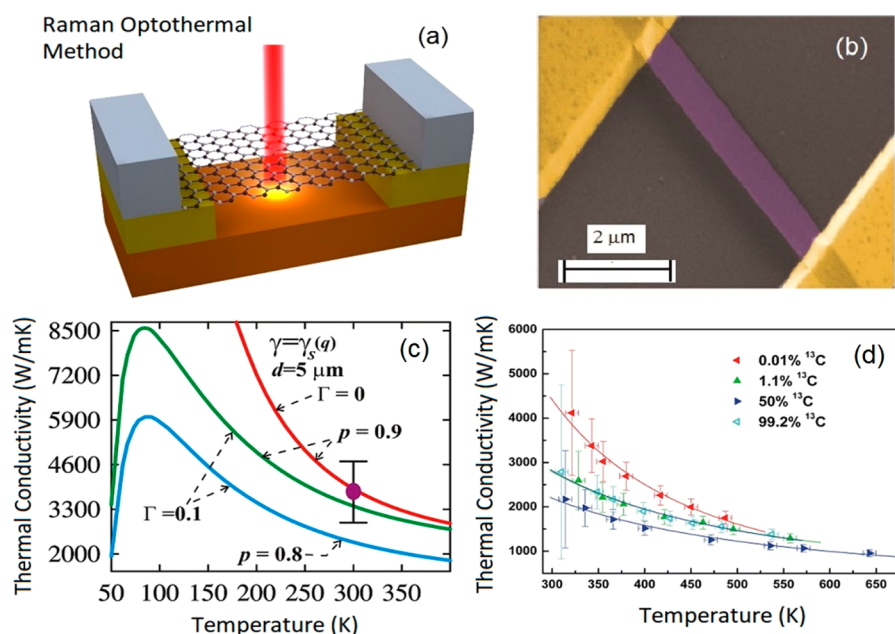 Raman Optothermal
Method
(a)
(b)
2 μm
Thermal Conductivity (W/mK)
8500
7200
5900
4600
3300
2000
γ=γs(q)
d=5 μm
(c)
Γ = 0
p = 0.9
Γ = 0.1
p = 0.8
50 100 150 200 250 300 350
Temperature (K)
Thermal Conductivity (W/mK)
6000
5000
4000
3000
2000
1000
(d)
0.01% ¹³C
1.1% ¹³C
50% ¹³C
99.2% ¹³C
300 350 400 450 500 550 600 650
Temperature (K)